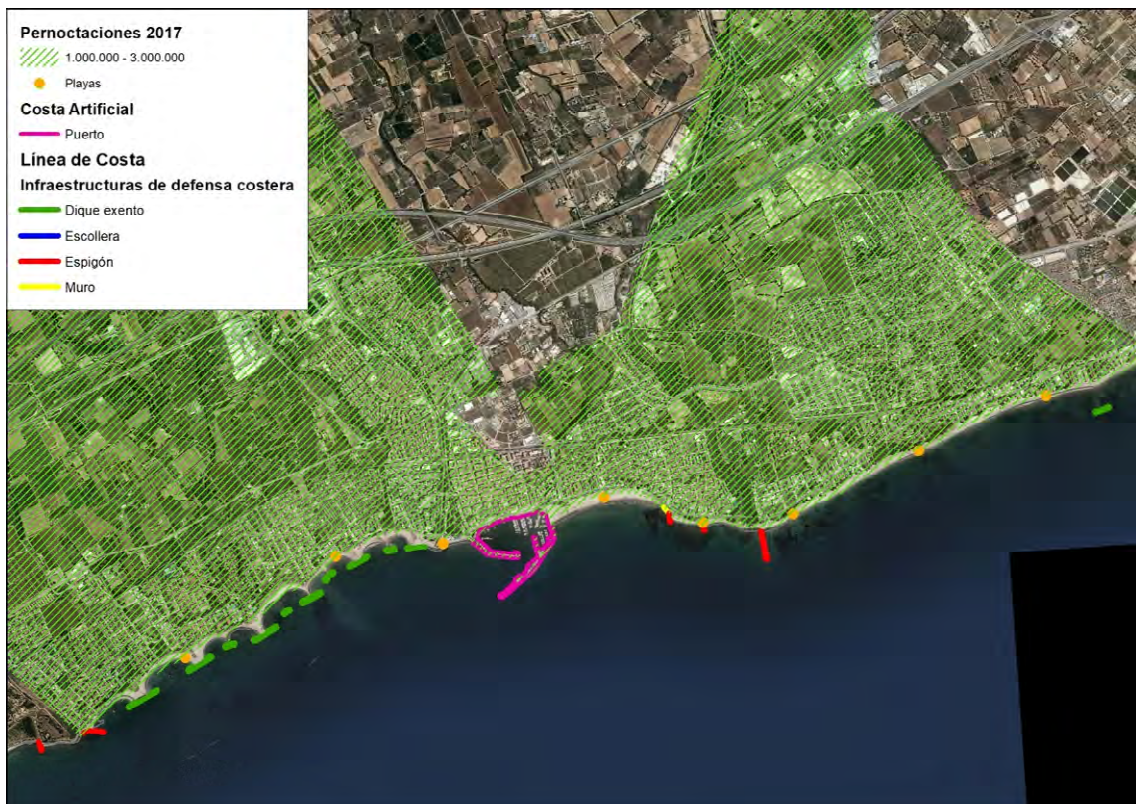 Pernoctaciones 2017
1.000.000 - 3.000.000
Playas
Costa Artificial
Puerto
Línea de Costa
Infraestructuras de defensa costera
Dique exento
Escollera
Espigón
Muro